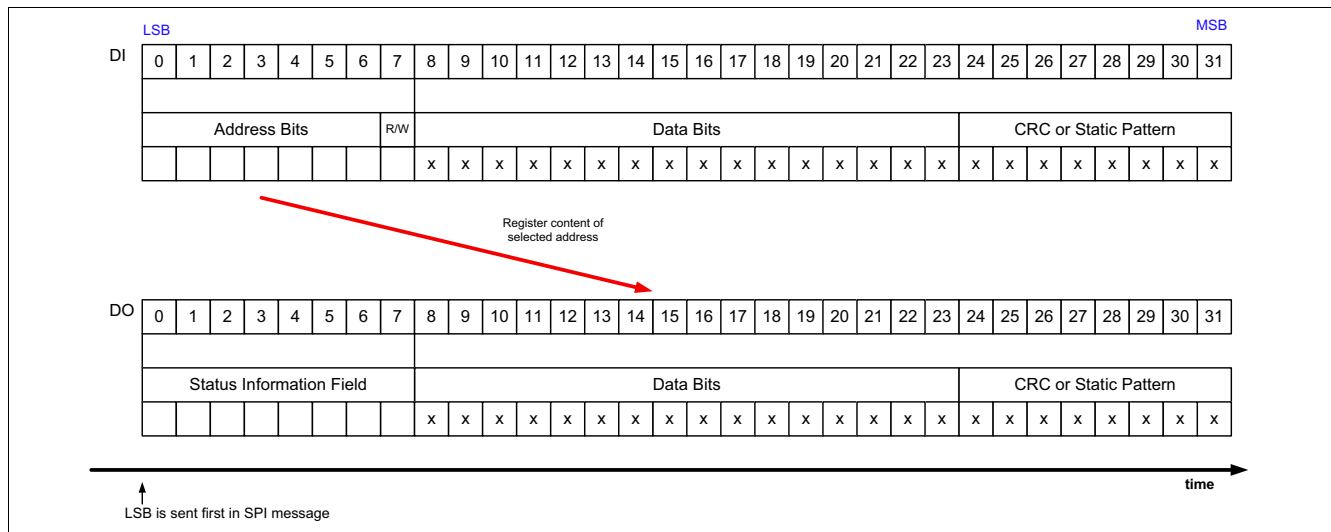 LSB MSB
DI 0 1 2 3 4 5 6 7 8 9 10 11 12 13 14 15 16 17 18 19 20 21 22 23 24 25 26 27 28 29 30 31
Address Bits R/W Data Bits CRC or Static Pattern
x x x x x x x x x x x x x x x x x x x x x x x x
Register content of
selected address
DO 0 1 2 3 4 5 6 7 8 9 10 11 12 13 14 15 16 17 18 19 20 21 22 23 24 25 26 27 28 29 30 31
Status Information Field Data Bits CRC or Static Pattern
x x x x x x x x x x x x x x x x x x x x x x x x
time
LSB is sent first in SPI message